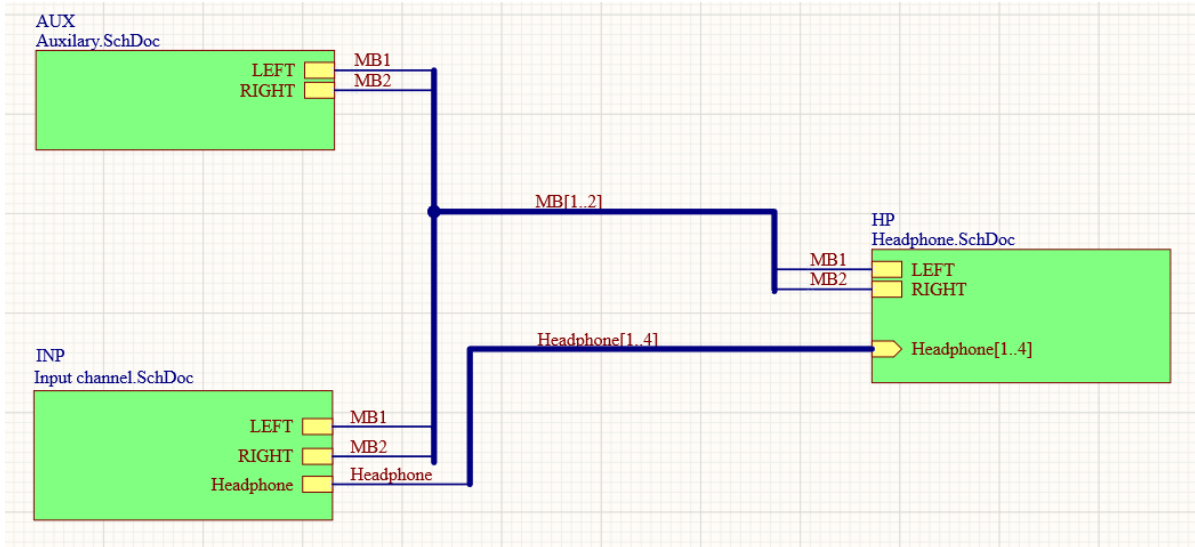 AUX
Auxilary.SchDoc
LEFT
MB1
RIGHT
MB2
MB[1..2]
HP
Headphone.SchDoc
MB1
LEFT
MB2
RIGHT
Headphone[1..4]
Headphone[1..4]
INP
Input channel.SchDoc
LEFT
MB1
RIGHT
MB2
Headphone
Headphone